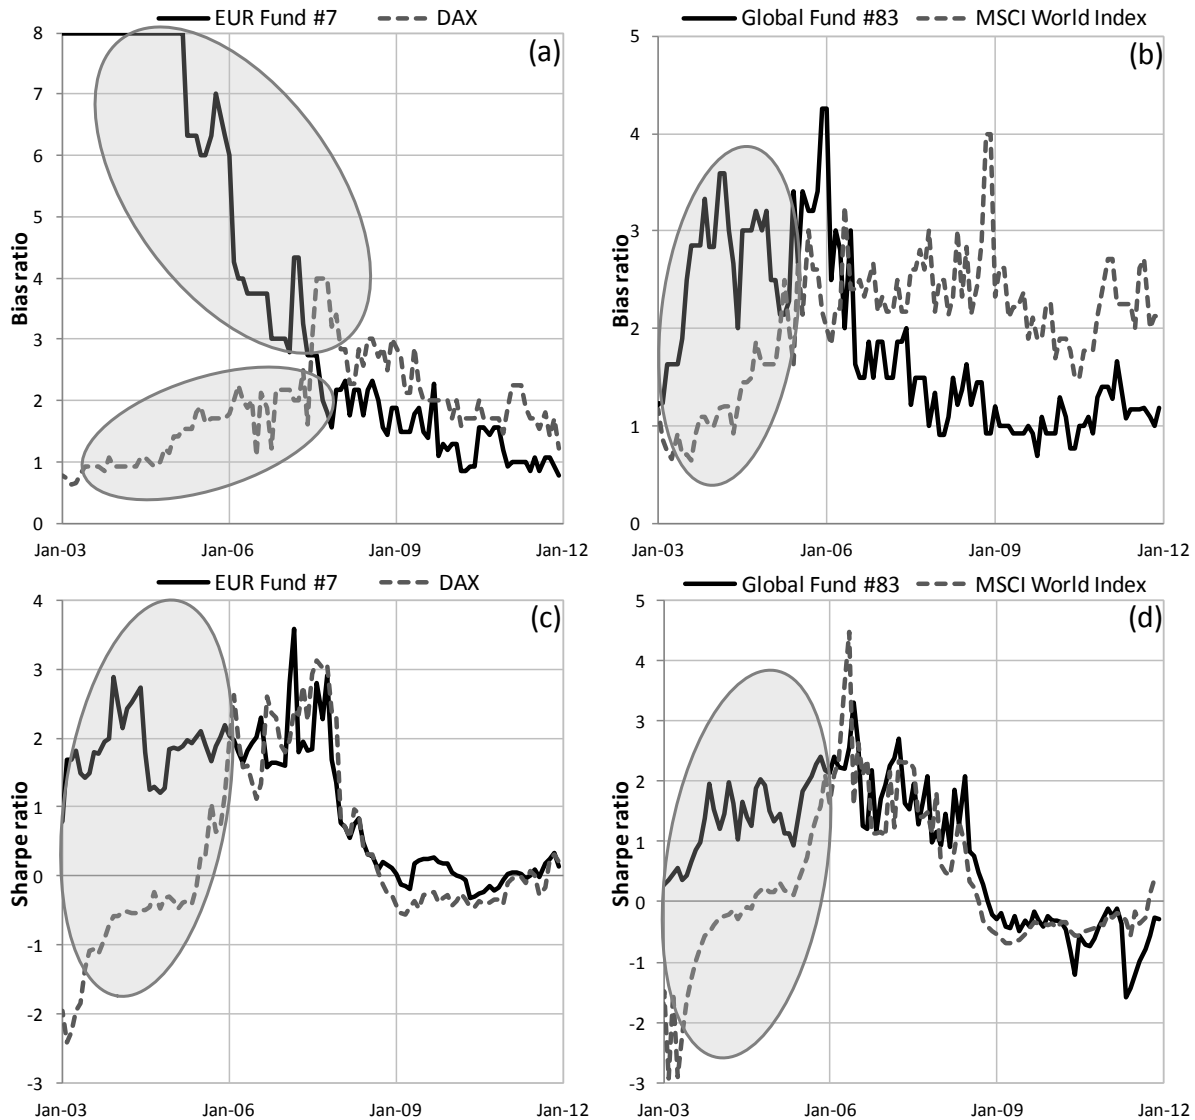 EUR Fund #7 DAX
(a)
8
7
6
5
4
3
2
1
0
Bias ratio
Jan-03 Jan-06 Jan-09 Jan-12
Global Fund #83 MSCI World Index
(b)
5
4
3
2
1
0
Bias ratio
Jan-03 Jan-06 Jan-09 Jan-12
EUR Fund #7 DAX
(c)
4
3
2
1
0
-1
-2
-3
Sharpe ratio
Jan-03 Jan-06 Jan-09 Jan-12
Global Fund #83 MSCI World Index
(d)
5
4
3
2
1
0
-1
-2
-3
Sharpe ratio
Jan-03 Jan-06 Jan-09 Jan-12